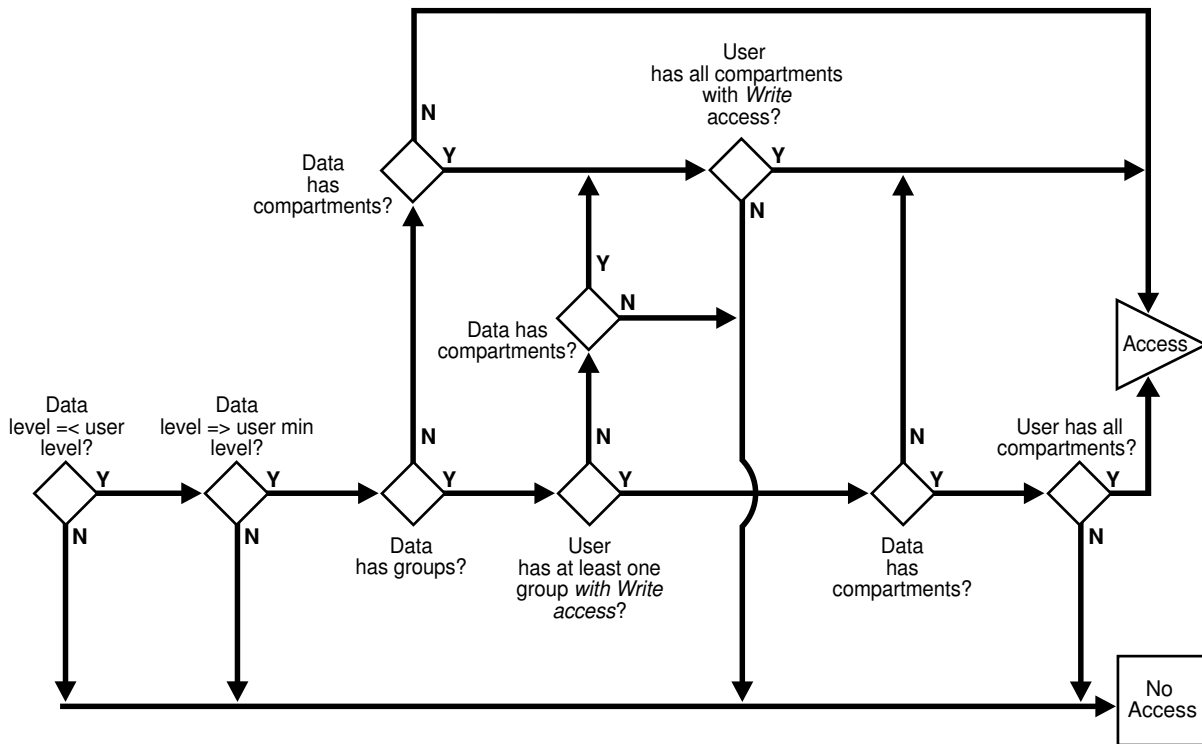 User
has all compartments
with Write
access?
N
Y
Y
N
Data
has
compartments?
Y
N
Data has
compartments?
Access
Data
level =< user
level?
Data
level => user min
level?
User has all
compartments?
N
N
N
Y
Y
Y
Y
Y
Y
N
N
N
Data
has groups?
User
has at least one
group with Write
access?
Data
has
compartments?
No
Access